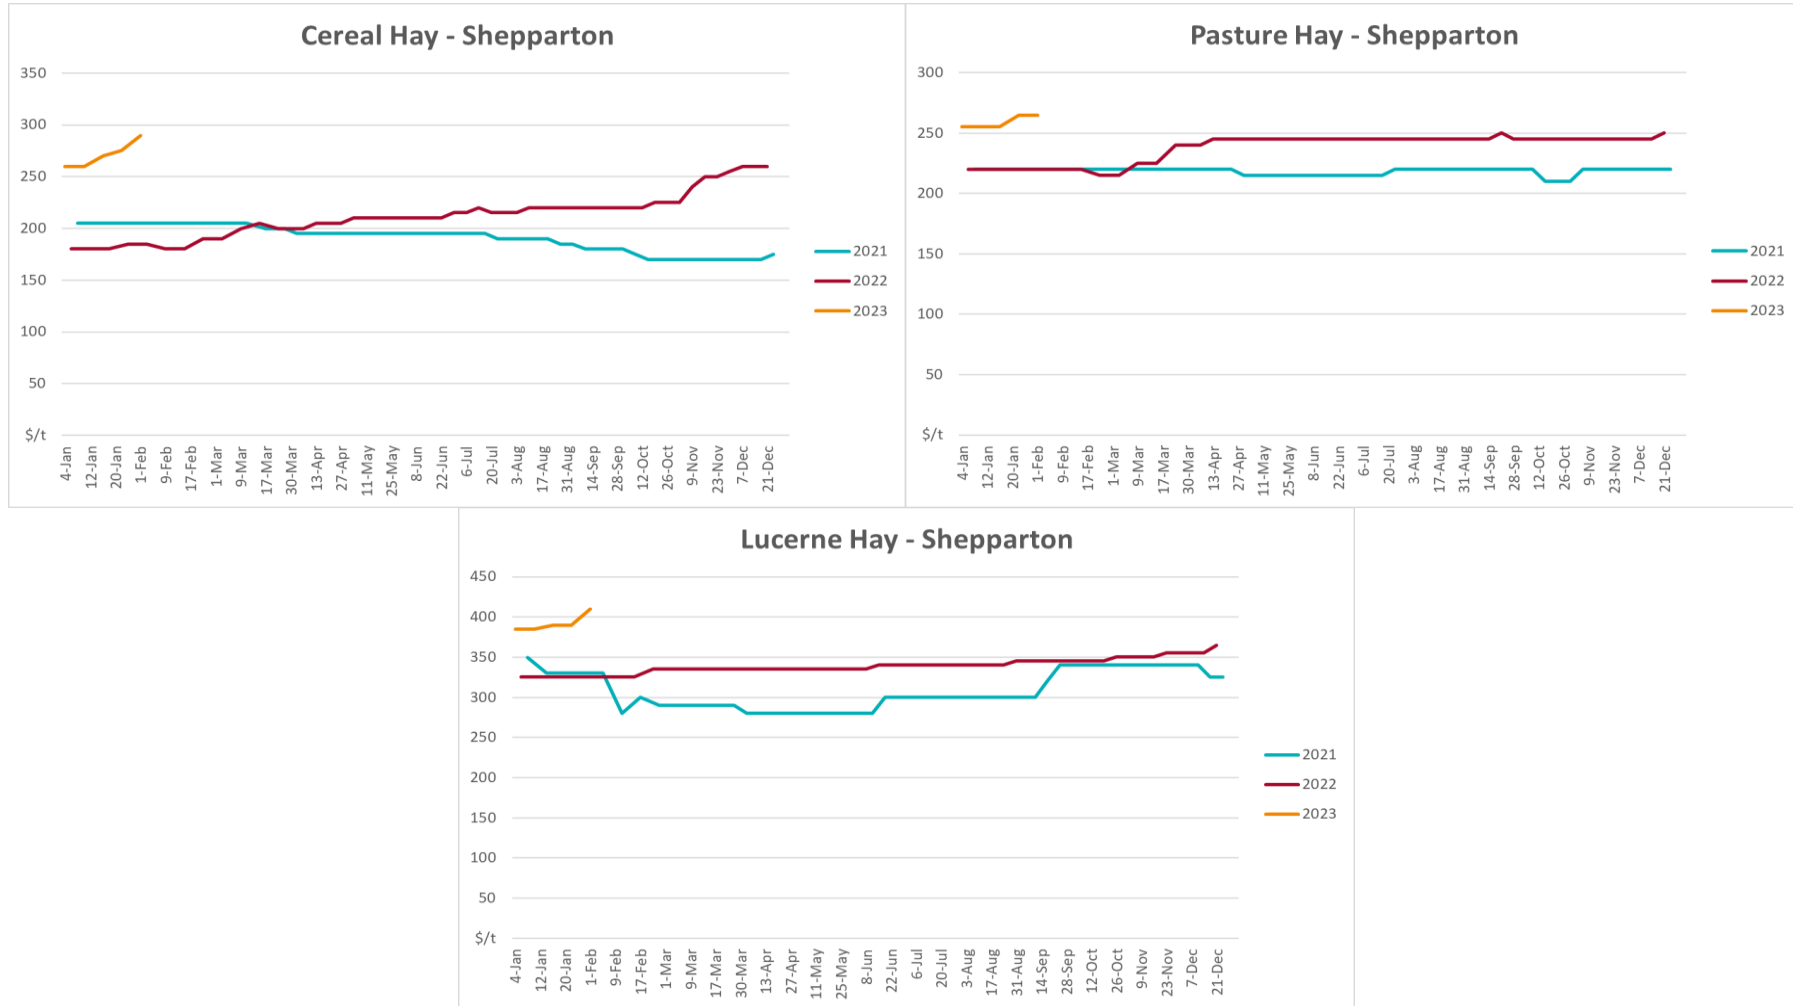 Cereal Hay - Shepparton
350
300
250
200
150
100
50
$/t
4-Jan
12-Jan
20-Jan
1-Feb
9-Feb
17-Feb
1-Mar
9-Mar
17-Mar
30-Mar
13-Apr
27-Apr
11-May
25-May
8-Jun
22-Jun
6-Jul
20-Jul
3-Aug
17-Aug
31-Aug
14-Sep
28-Sep
12-Oct
26-Oct
9-Nov
23-Nov
7-Dec
21-Dec
2021
2022
2023
Pasture Hay - Shepparton
300
250
200
150
100
50
$/t
4-Jan
12-Jan
20-Jan
1-Feb
9-Feb
17-Feb
1-Mar
9-Mar
17-Mar
30-Mar
13-Apr
27-Apr
11-May
25-May
8-Jun
22-Jun
6-Jul
20-Jul
3-Aug
17-Aug
31-Aug
14-Sep
28-Sep
12-Oct
26-Oct
9-Nov
23-Nov
7-Dec
21-Dec
2021
2022
2023
Lucerne Hay - Shepparton
450
400
350
300
250
200
150
100
50
$/t
4-Jan
12-Jan
20-Jan
1-Feb
9-Feb
17-Feb
1-Mar
9-Mar
17-Mar
30-Mar
13-Apr
27-Apr
11-May
25-May
8-Jun
22-Jun
6-Jul
20-Jul
3-Aug
17-Aug
31-Aug
14-Sep
28-Sep
12-Oct
26-Oct
9-Nov
23-Nov
7-Dec
21-Dec
2021
2022
2023